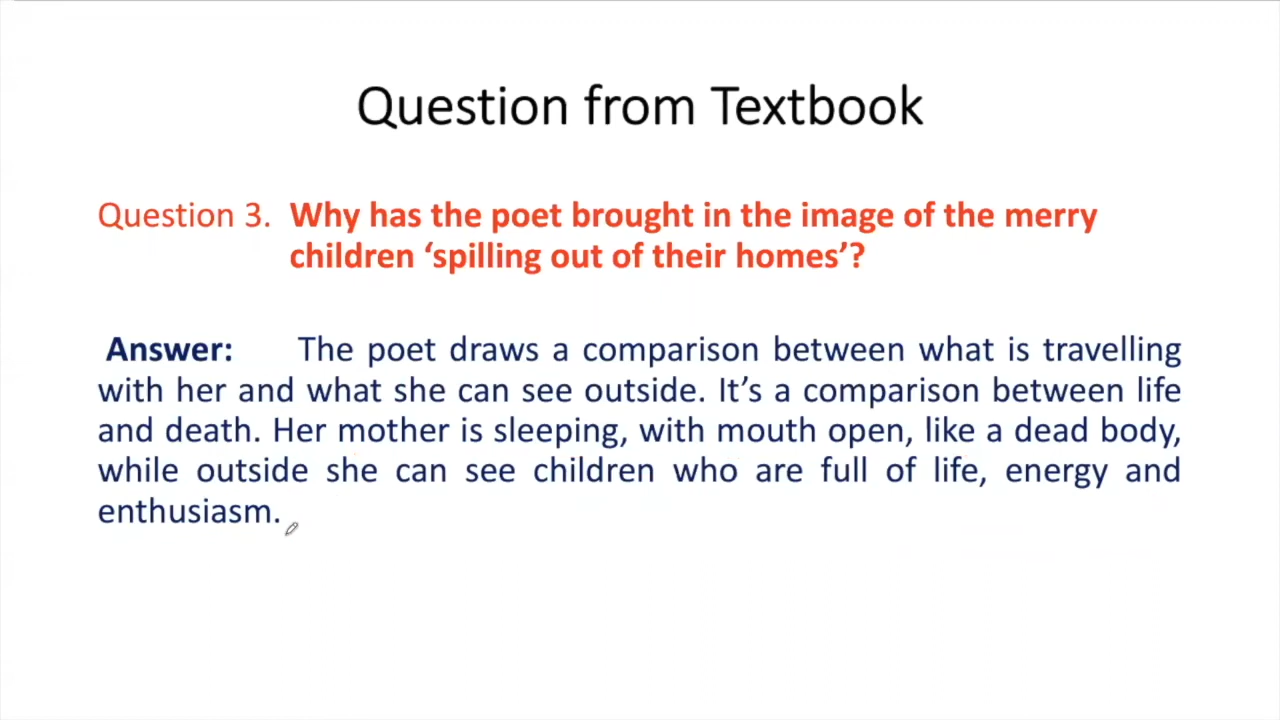 Question from Textbook
Question 3. Why has the poet brought in the image of the merry
children ‘spilling out of their homes’?
Answer: The poet draws a comparison between what is travelling
with her and what she can see outside. It’s a comparison between life
and death. Her mother is sleeping, with mouth open, like a dead body,
while outside she can see children who are full of life, energy and
enthusiasm.